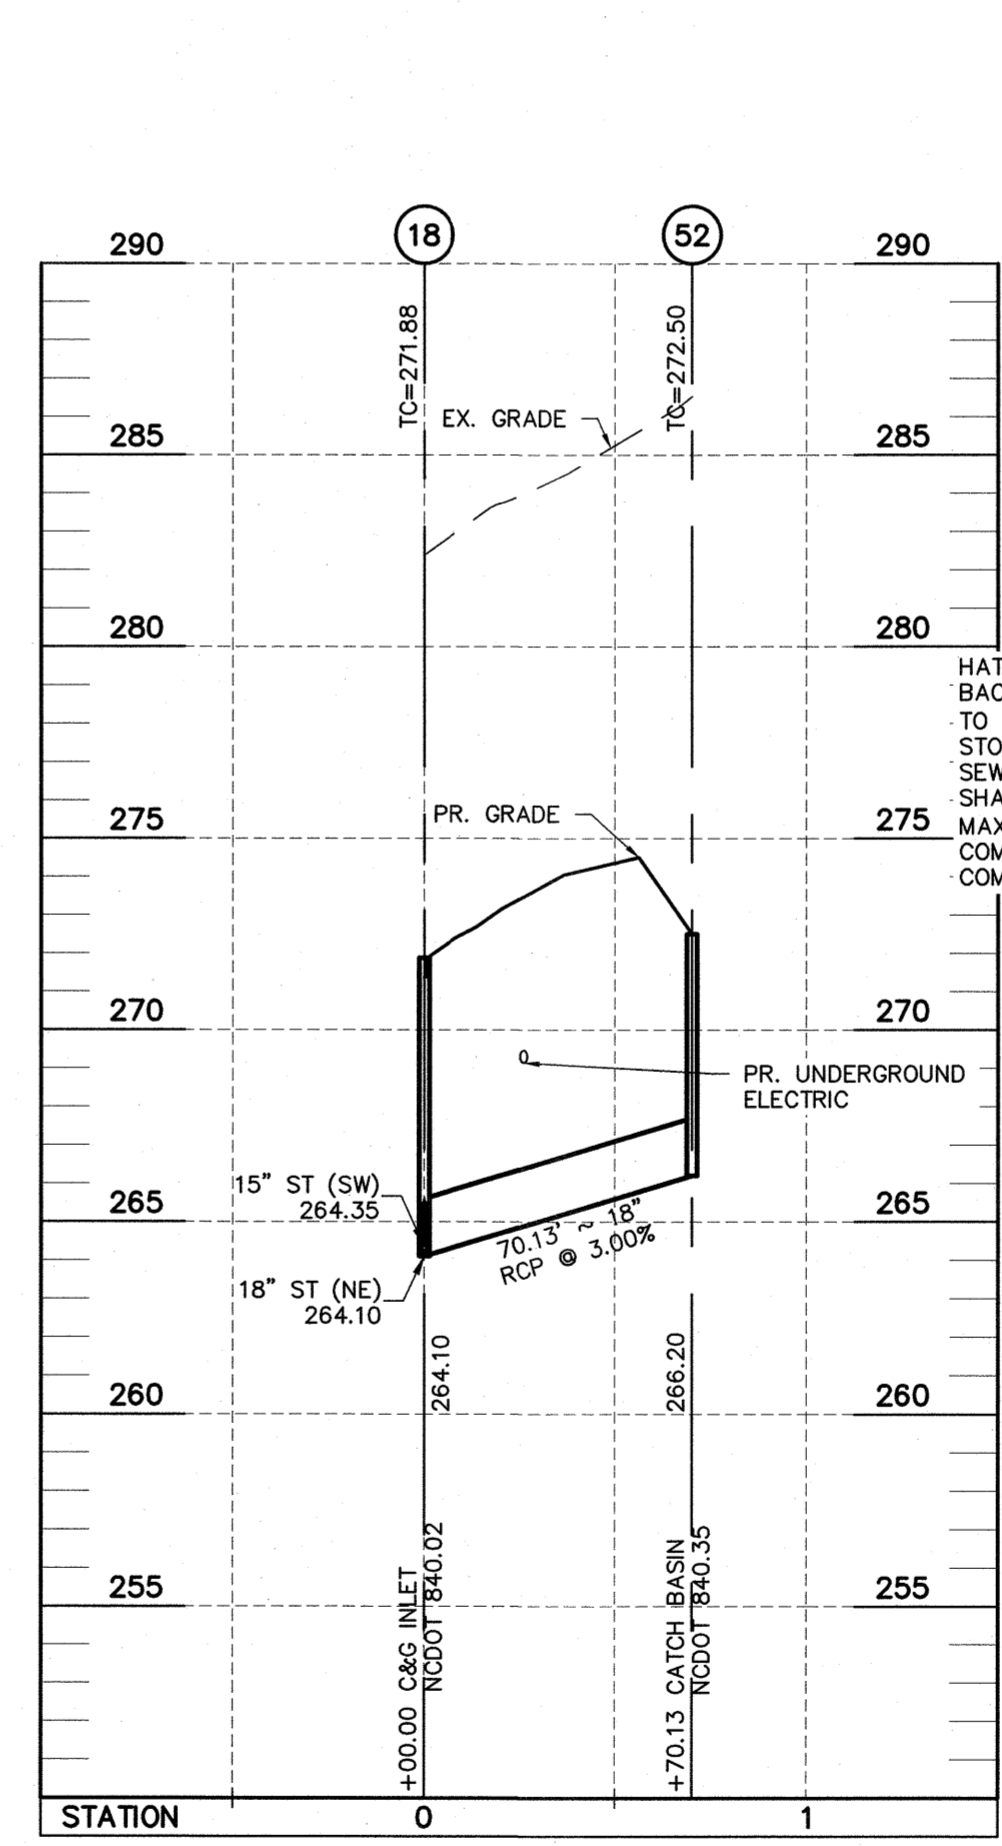 18
52
290
290
TC=271.88
TC=272.50
EX. GRADE
285
285
280
280
HAT
BAC
TO
STO
SEW
SHA
MAX
COM
COM
PR. GRADE
275
275
270
270
PR. UNDERGROUND
ELECTRIC
15" ST (SW)
264.35
265
265
70.13' ~ 18"
RCP @ 3.00%
18" ST (NE)
264.10
264.10
266.20
260
260
255
255
+00.00 C&G INLET
NCDOT 840.02
+70.13 CATCH BASIN
NCDOT 840.35
STATION
0
1